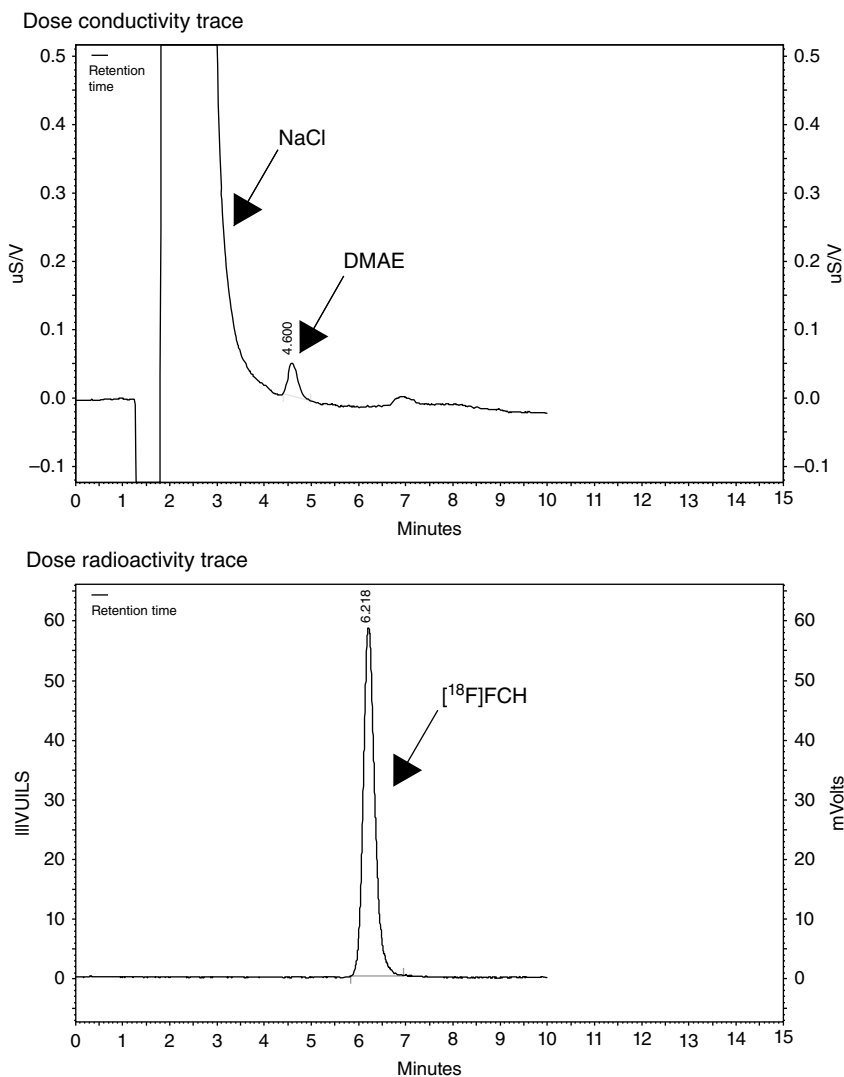 Dose conductivity trace
Retention
time
0.5
0.4
0.3
0.2
0.1
0.0
–0.1
uS/V
NaCl
DMAE
4.600
0.5
0.4
0.3
0.2
0.1
0.0
–0.1
uS/V
0 1 2 3 4 5 6 7 8 9 10 11 12 13 14 15
Minutes
Dose radioactivity trace
Retention time
60
50
40
30
20
10
0
IIIVUILS
6.218
[¹⁸F]FCH
60
50
40
30
20
10
0
mVolts
0 1 2 3 4 5 6 7 8 9 10 11 12 13 14 15
Minutes